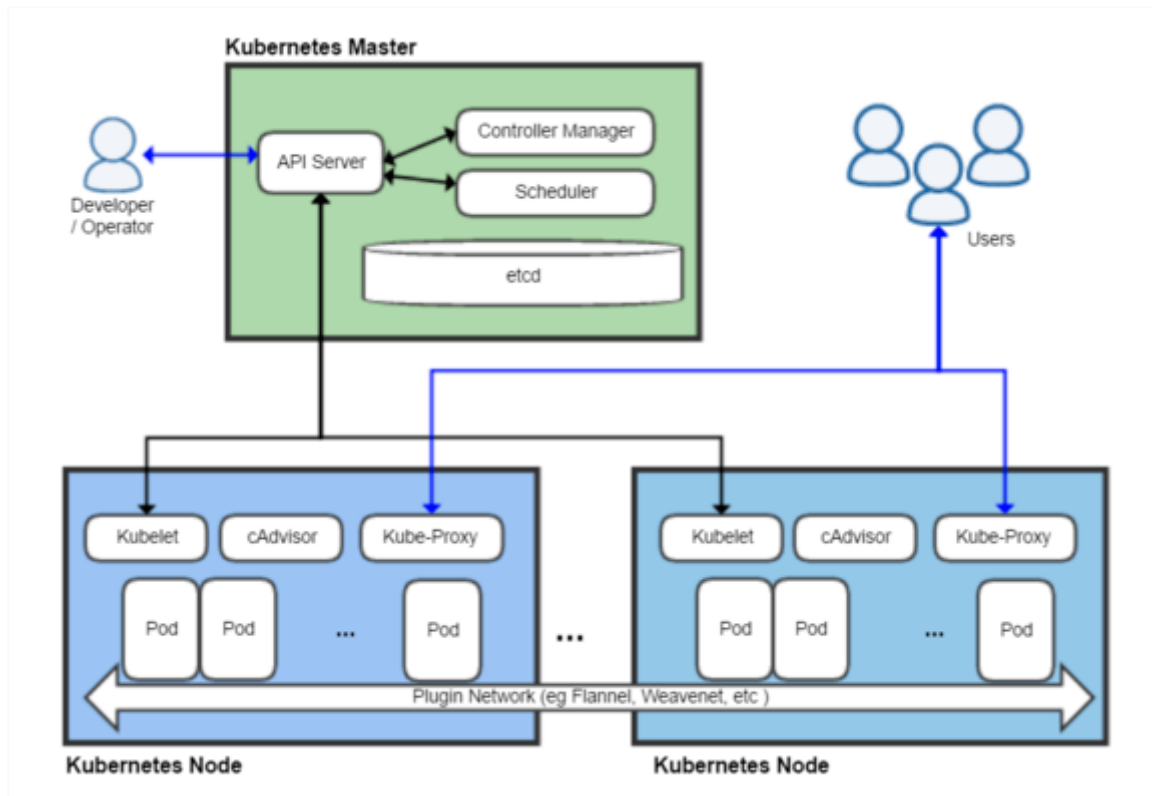 Kubernetes Master
API Server
Controller Manager
Scheduler
etcd
Developer
/ Operator
Users
Kubelet
cAdvisor
Kube-Proxy
Pod
Pod
...
Pod
...
Kubelet
cAdvisor
Kube-Proxy
Pod
Pod
...
Pod
Plugin Network (eg Flannel, Weavenet, etc )
Kubernetes Node
Kubernetes Node